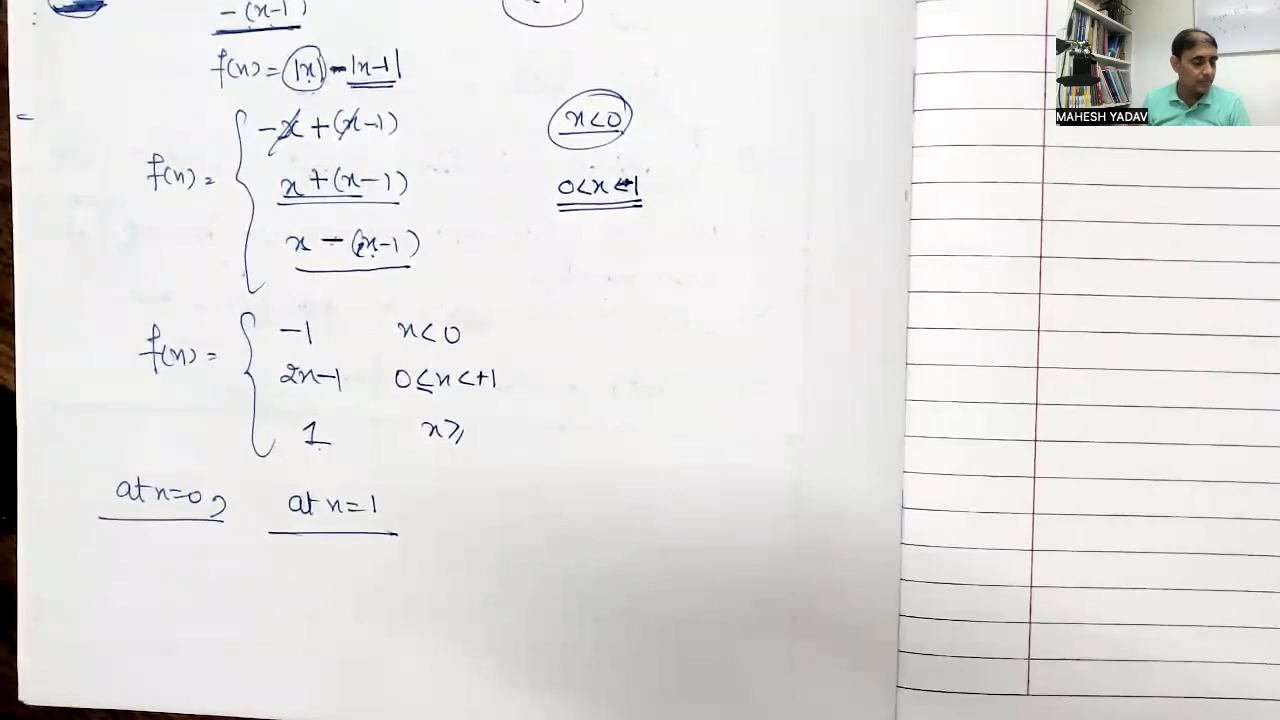 -(x-1)
f(x) = |x| - |x-1|
MAHESH YADAV
-x + (x-1) x<0
f(x) =
x + (x-1) 0<x<1
x - (x-1)
-1 x<0
f(x) =
2x-1 0≤x<+1
1 x≥
at x=0, at x=1